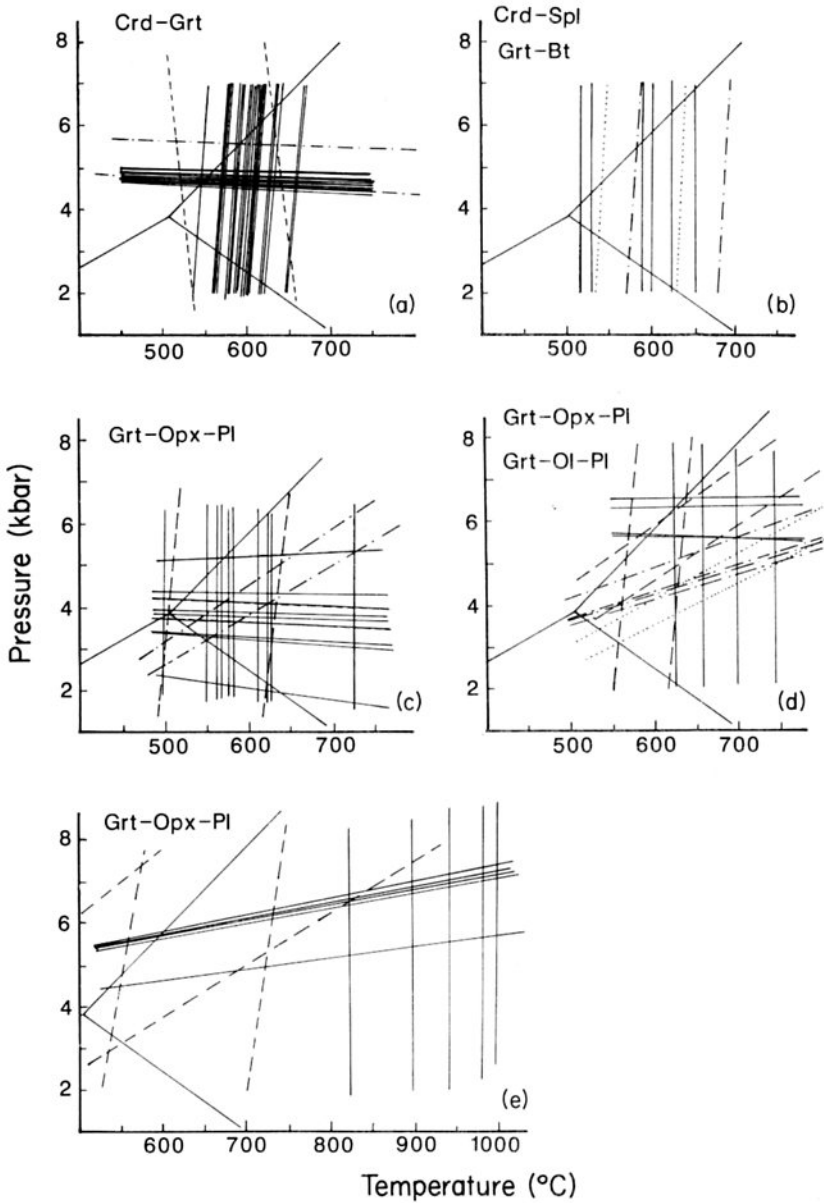 Crd-Grt
8
6
4
2
500
600
700
(a)
Crd-Spl
Grt-Bt
8
6
4
2
500
600
700
(b)
Grt-Opx-Pl
8
6
4
2
500
600
700
(c)
Grt-Opx-Pl
Grt-Ol-Pl
8
6
4
2
500
600
700
(d)
Pressure (kbar)
Grt-Opx-Pl
8
6
4
2
600
700
800
900
1000
(e)
Temperature (°C)